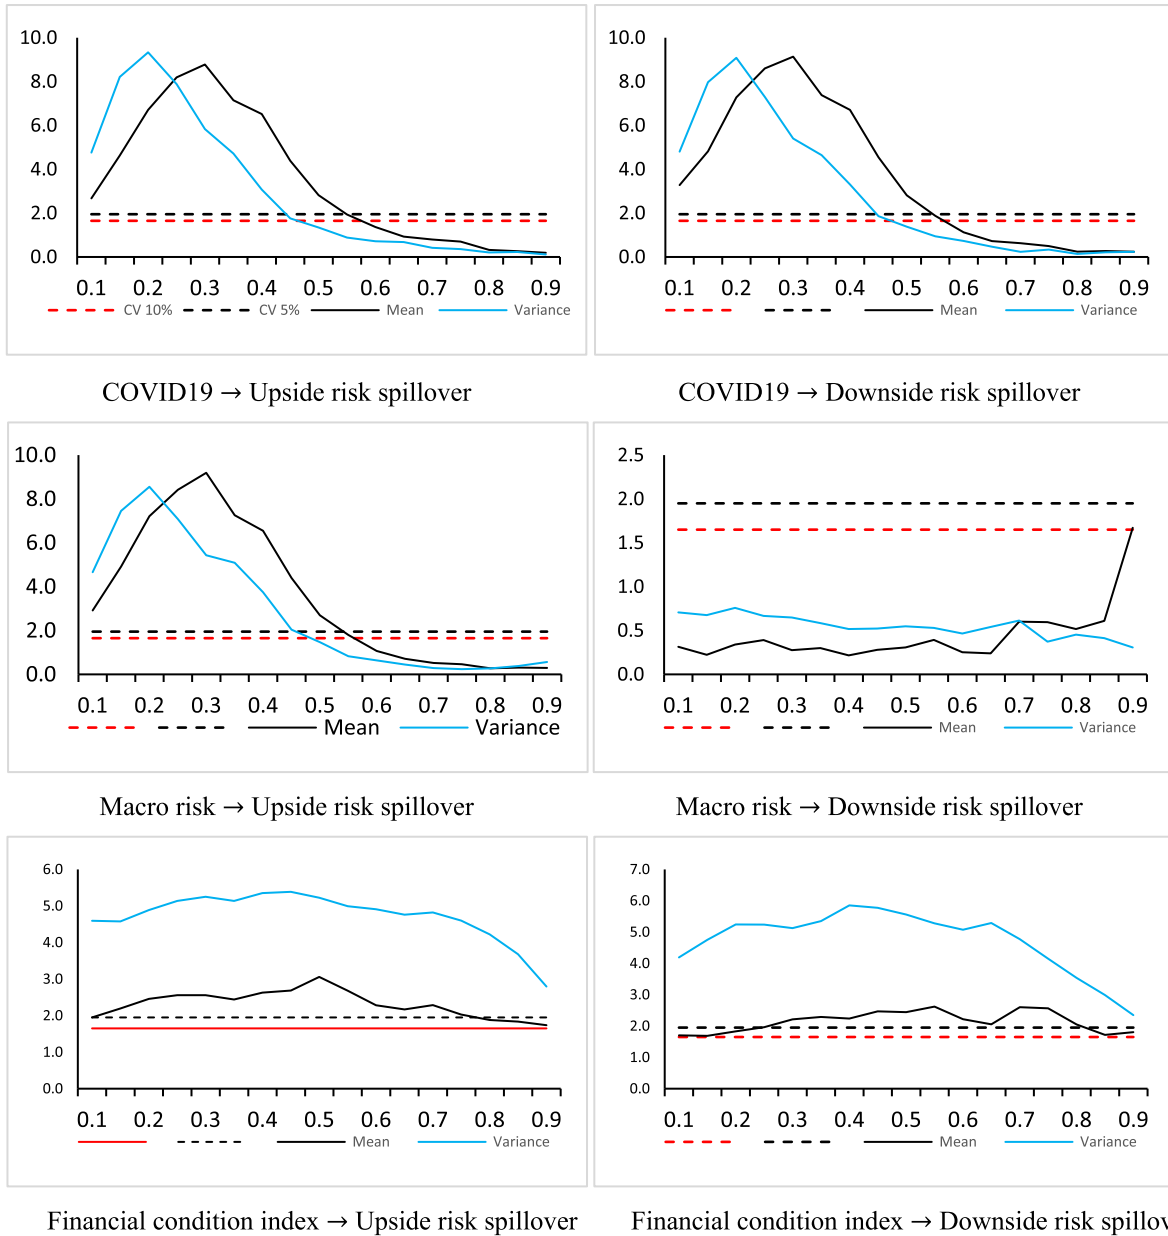 10.0
8.0
6.0
4.0
2.0
0.0
0.1 0.2 0.3 0.4 0.5 0.6 0.7 0.8 0.9
CV 10% CV 5% Mean Variance
10.0
8.0
6.0
4.0
2.0
0.0
0.1 0.2 0.3 0.4 0.5 0.6 0.7 0.8 0.9
Mean Variance
COVID19 → Upside risk spillover
COVID19 → Downside risk spillover
10.0
8.0
6.0
4.0
2.0
0.0
0.1 0.2 0.3 0.4 0.5 0.6 0.7 0.8 0.9
Mean Variance
2.5
2.0
1.5
1.0
0.5
0.0
0.1 0.2 0.3 0.4 0.5 0.6 0.7 0.8 0.9
Mean Variance
Macro risk → Upside risk spillover
Macro risk → Downside risk spillover
6.0
5.0
4.0
3.0
2.0
1.0
0.0
0.1 0.2 0.3 0.4 0.5 0.6 0.7 0.8 0.9
Mean Variance
7.0
6.0
5.0
4.0
3.0
2.0
1.0
0.0
0.1 0.2 0.3 0.4 0.5 0.6 0.7 0.8 0.9
Mean Variance
Financial condition index → Upside risk spillover
Financial condition index → Downside risk spillov